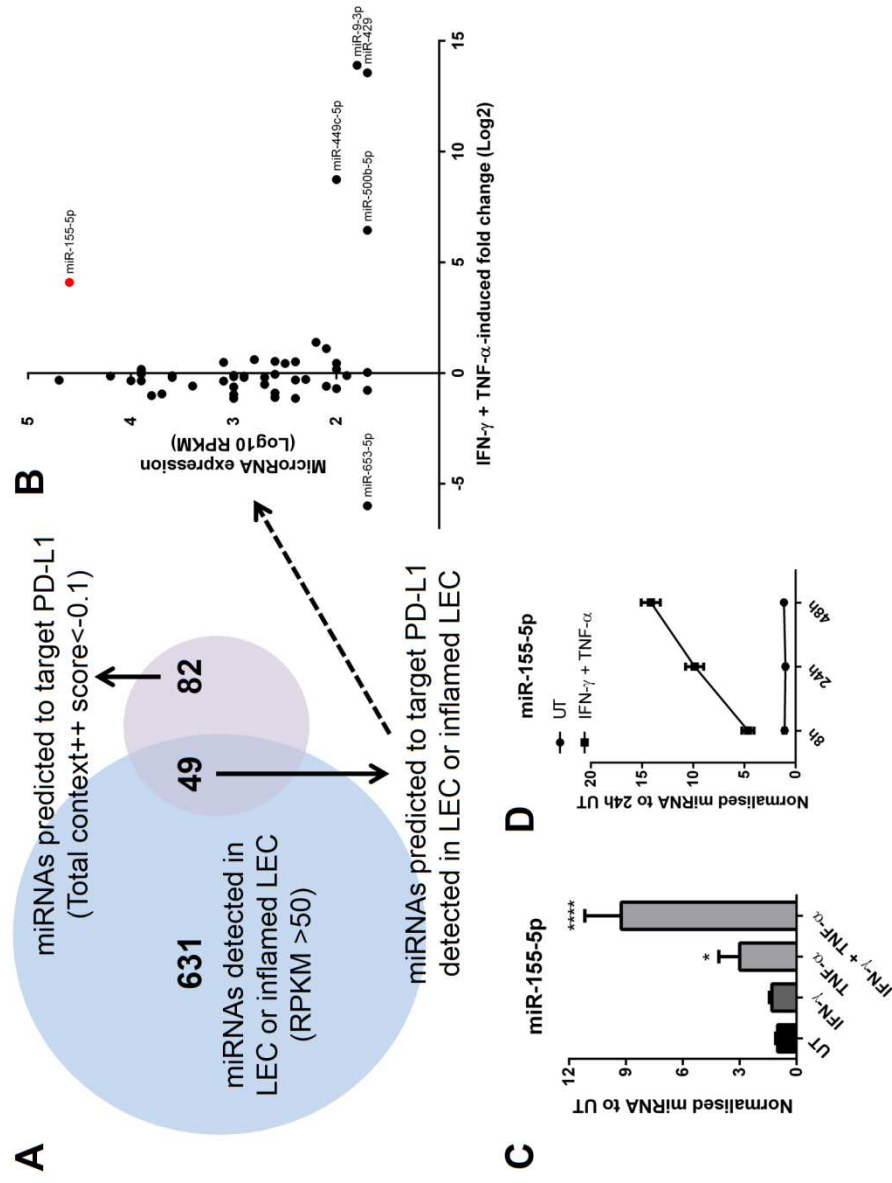 A
miRNAs predicted to target PD-L1
(Total context++ score<-0.1)
631
49
82
miRNAs detected in
LEC or inflamed LEC
(RPKM >50)
miRNAs predicted to target PD-L1
detected in LEC or inflamed LEC
B
MicroRNA expression
(Log10 RPKM)
5
4
3
2
-5
0
5
10
15
IFN-γ + TNF-α-induced fold change (Log2)
miR-155-5p
miR-449c-5p
miR-9-3p
miR-429
miR-500b-5p
miR-653-5p
C
miR-155-5p
Normalised miRNA to UT
12
9
6
3
0
*
****
UT
IFN-γ
TNF-α
IFN-γ + TNF-α
D
miR-155-5p
UT
IFN-γ + TNF-α
Normalised miRNA to 24h UT
20
15
10
5
0
8h
24h
48h